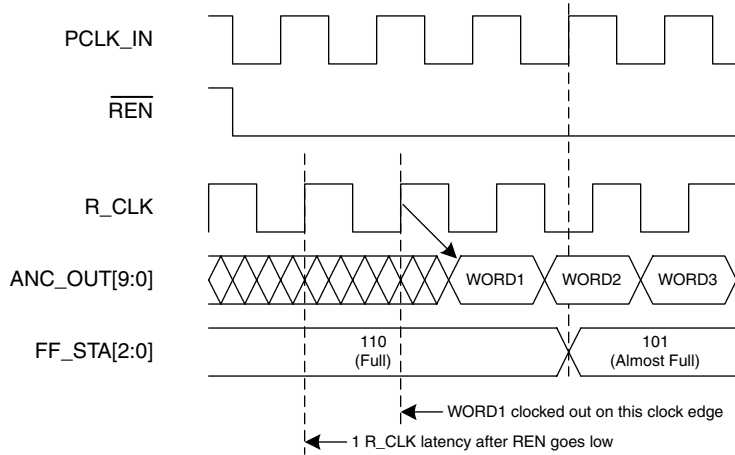 PCLK_IN
REN
R_CLK
ANC_OUT[9:0]
WORD1
WORD2
WORD3
FF_STA[2:0]
110
(Full)
101
(Almost Full)
WORD1 clocked out on this clock edge
1 R_CLK latency after REN goes low